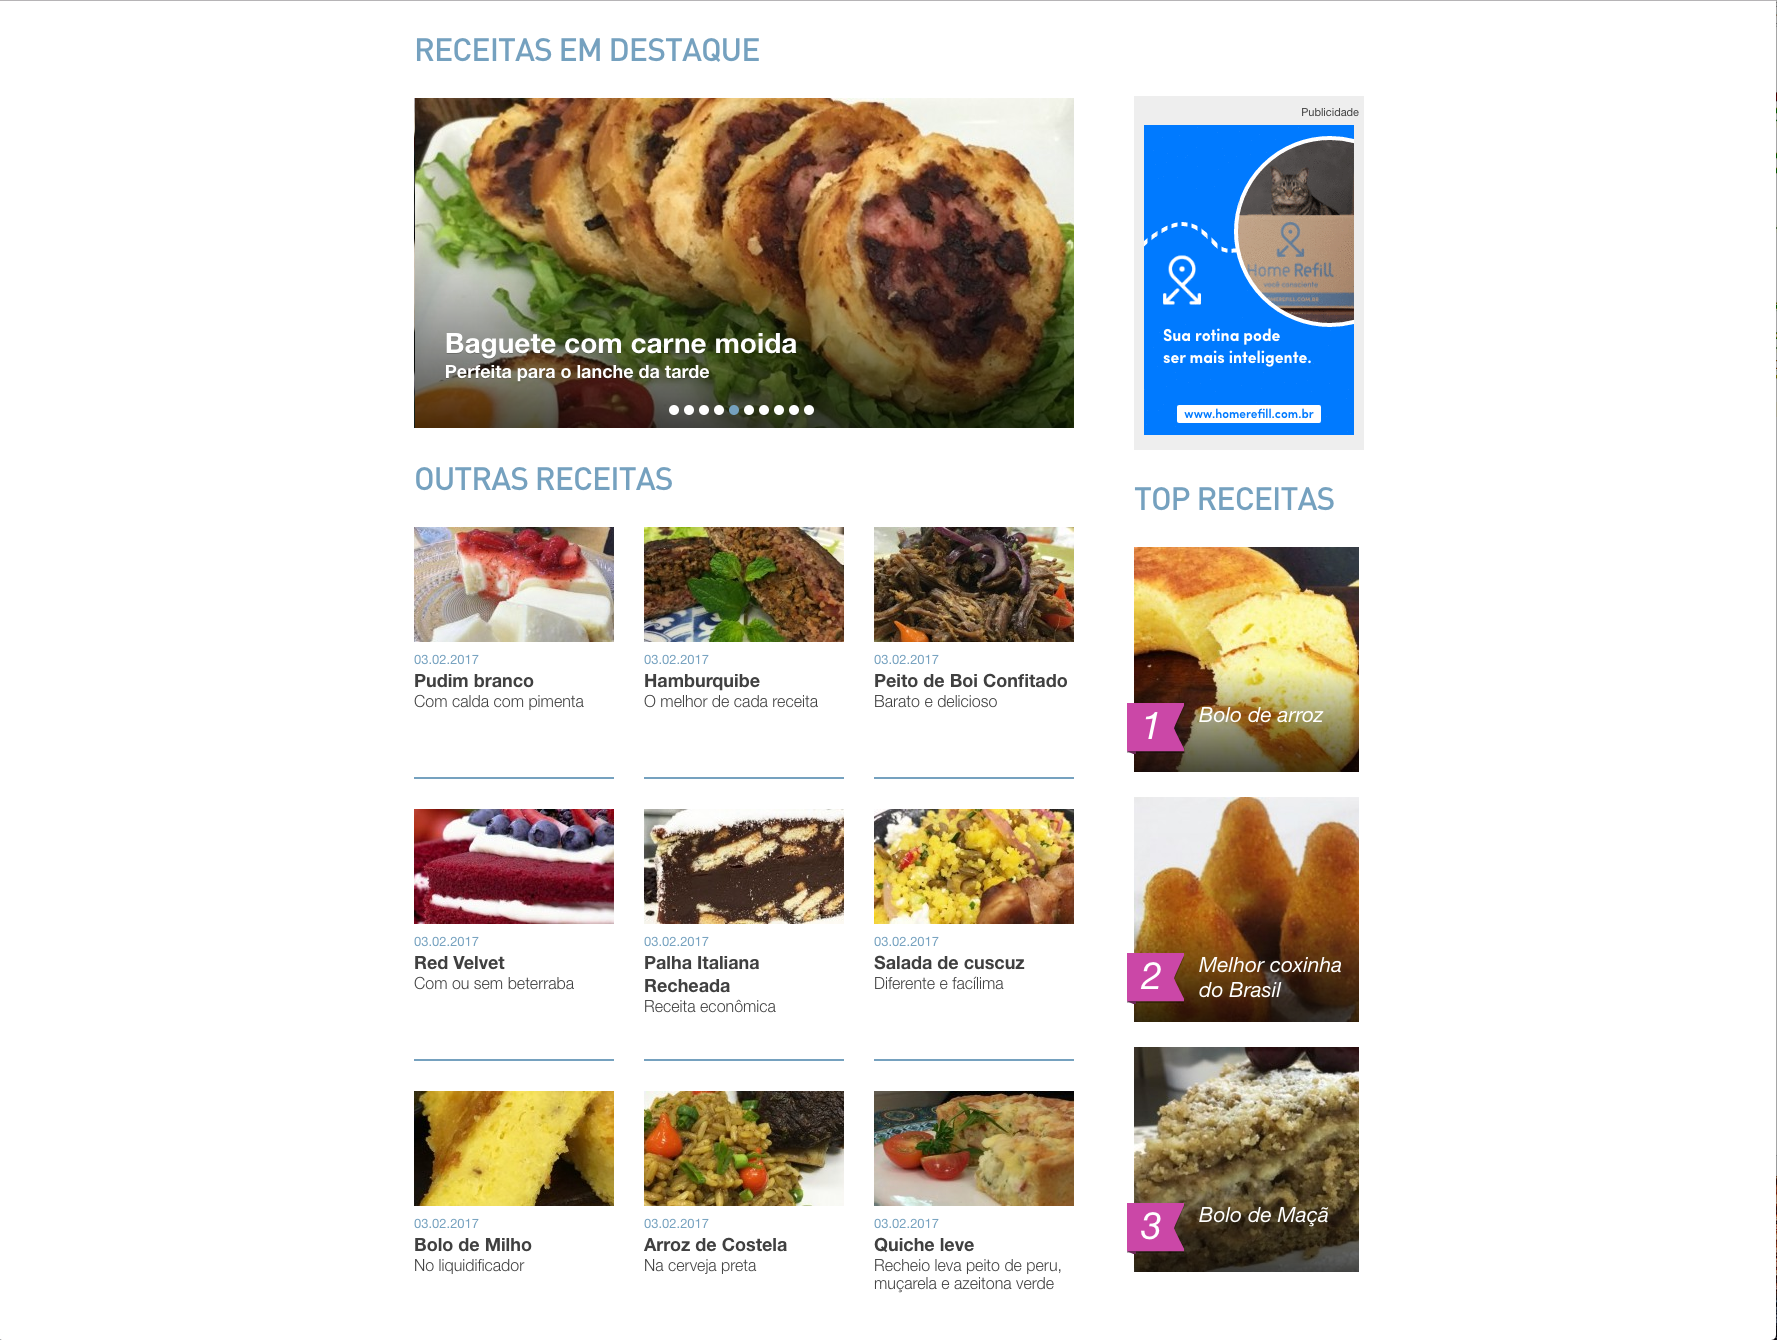 RECEITAS EM DESTAQUE
Baguete com carne moida
Perfeita para o lanche da tarde
Publicidade
Home Refill
você consciente
Sua rotina pode
ser mais inteligente.
www.homerefill.com.br
OUTRAS RECEITAS
03.02.2017
Pudim branco
Com calda com pimenta
03.02.2017
Hamburquibe
O melhor de cada receita
03.02.2017
Peito de Boi Confitado
Barato e delicioso
03.02.2017
Red Velvet
Com ou sem beterraba
03.02.2017
Palha Italiana
Recheada
Receita econômica
03.02.2017
Salada de cuscuz
Diferente e facílima
03.02.2017
Bolo de Milho
No liquidificador
03.02.2017
Arroz de Costela
Na cerveja preta
03.02.2017
Quiche leve
Recheio leva peito de peru,
muçarela e azeitona verde
TOP RECEITAS
1
Bolo de arroz
2
Melhor coxinha
do Brasil
3
Bolo de Maçã